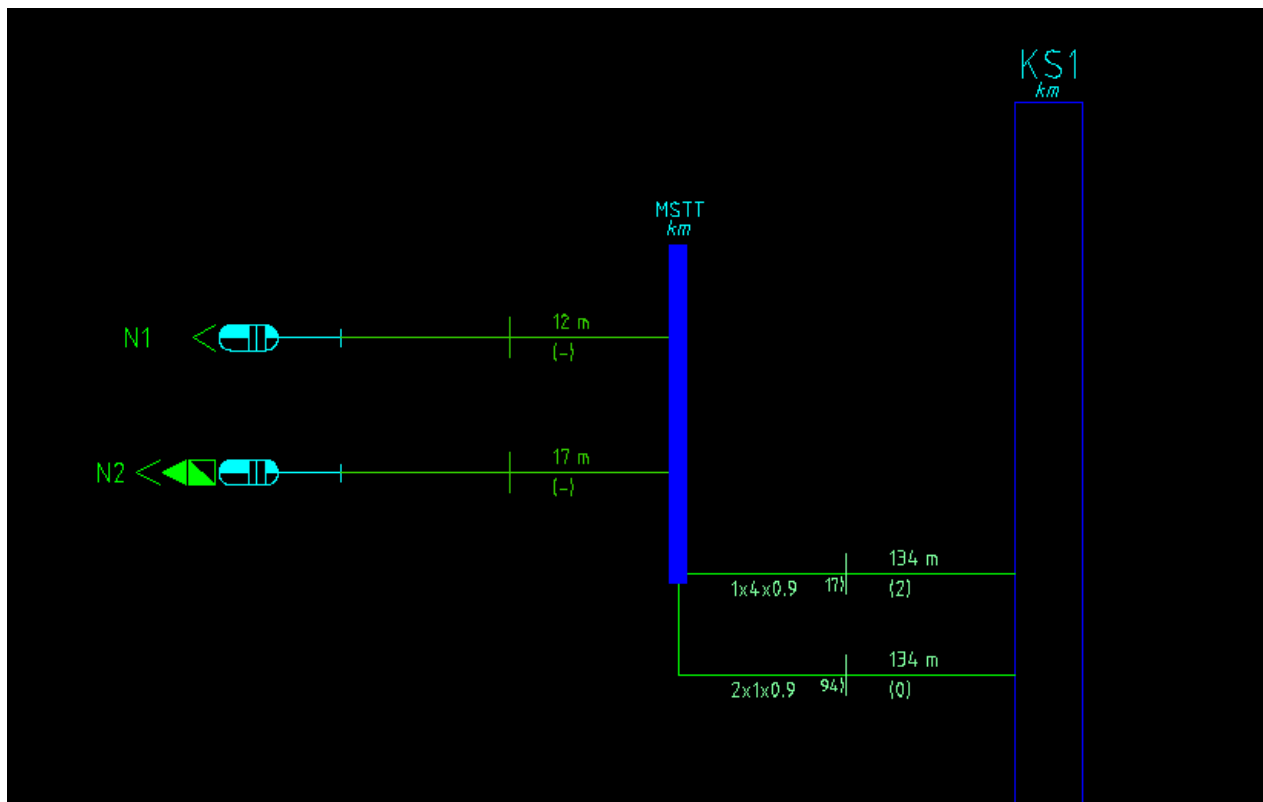 KS1
km
MSTT
km
N1
12 m
(-)
N2
17 m
(-)
134 m
1x4x0.9
17)
(2)
134 m
2x1x0.9
94)
(0)